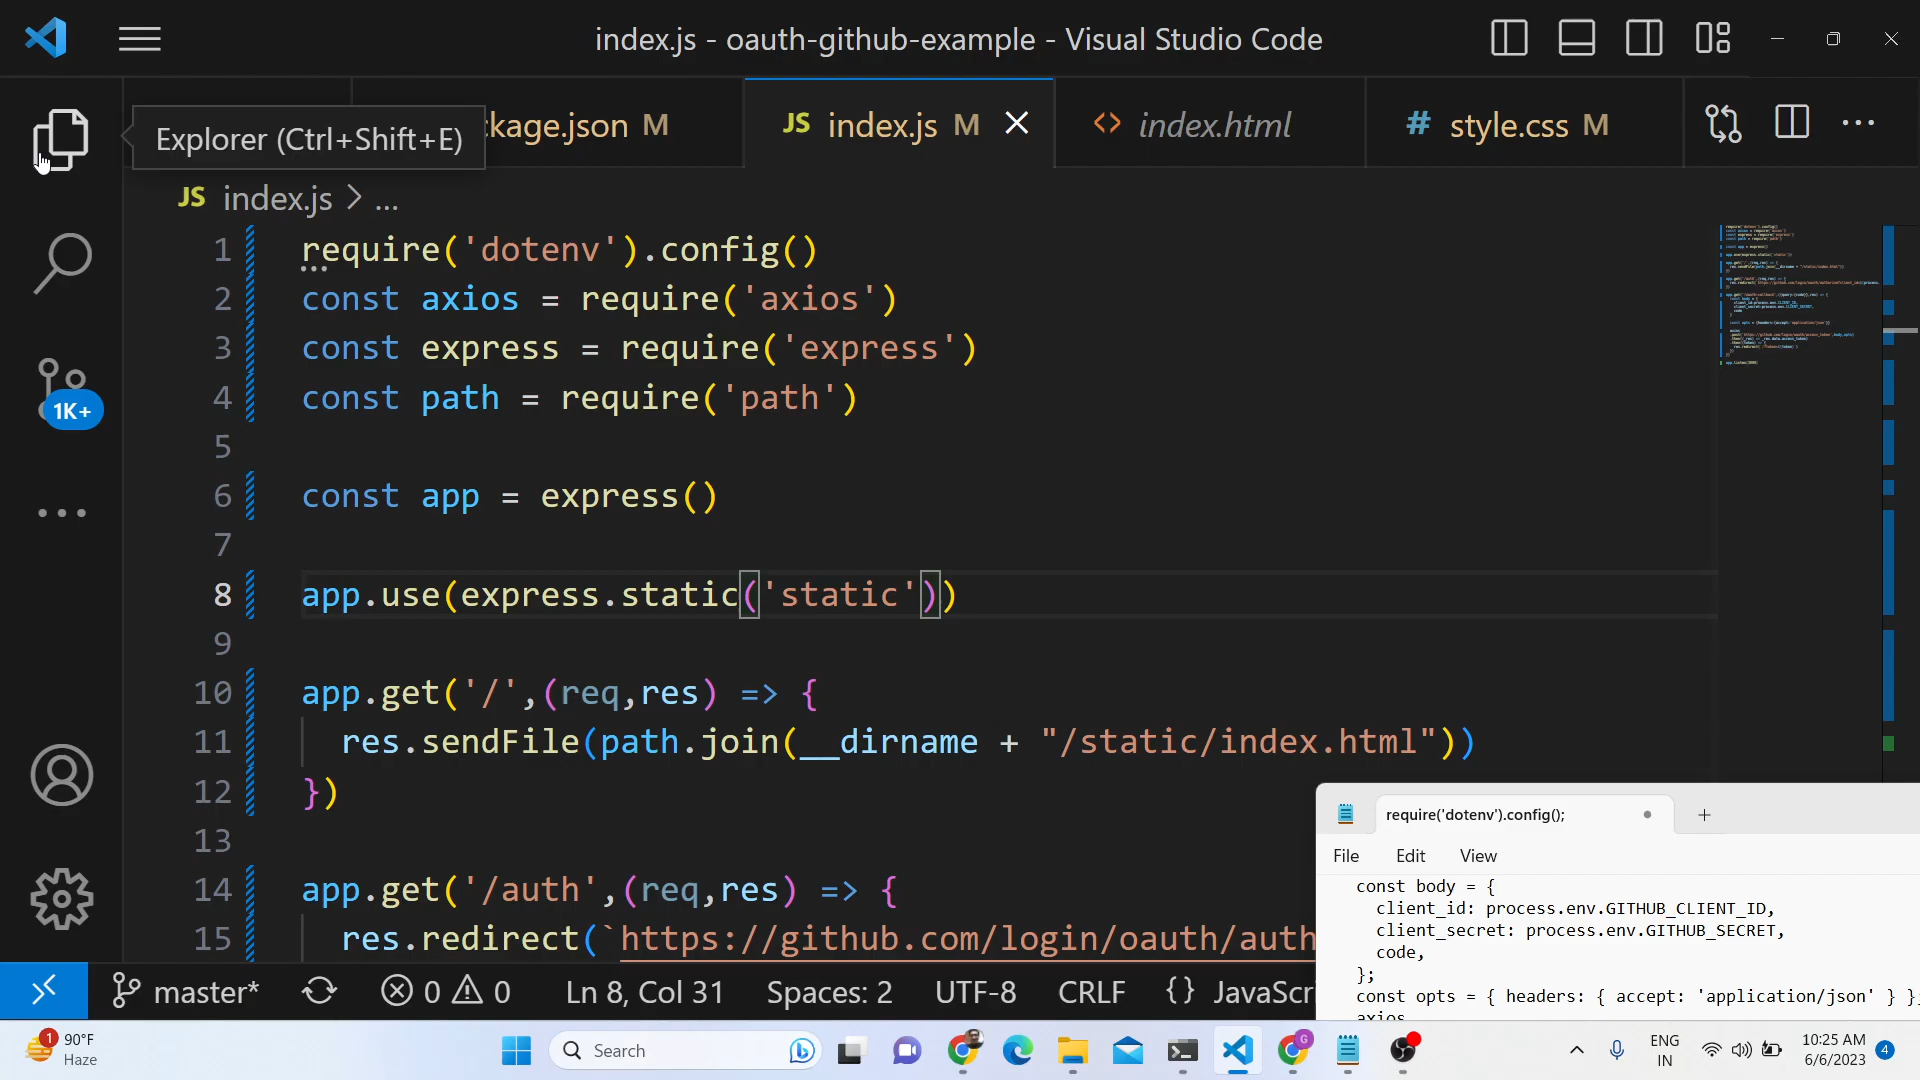 index.js - oauth-github-example - Visual Studio Code
Explorer (Ctrl+Shift+E)
ckage.json M
JS index.js M
<> index.html
# style.css M
JS index.js > ...
1 require('dotenv').config()
2 const axios = require('axios')
3 const express = require('express')
4 const path = require('path')
5
6 const app = express()
7
8 app.use(express.static('static'))
9
10 app.get('/',(req,res) => {
11 res.sendFile(path.join(__dirname + "/static/index.html"))
12 })
13
14 app.get('/auth',(req,res) => {
15 res.redirect(`https://github.com/login/oauth/auth
1K+
require('dotenv').config();
File Edit View
const body = {
client_id: process.env.GITHUB_CLIENT_ID,
client_secret: process.env.GITHUB_SECRET,
code,
};
const opts = { headers: { accept: 'application/json' } };
axios
master* 0 0 Ln 8, Col 31 Spaces: 2 UTF-8 CRLF {} JavaScri
1 90°F
Haze
Search
G
ENG
IN
10:25 AM
6/6/2023
4